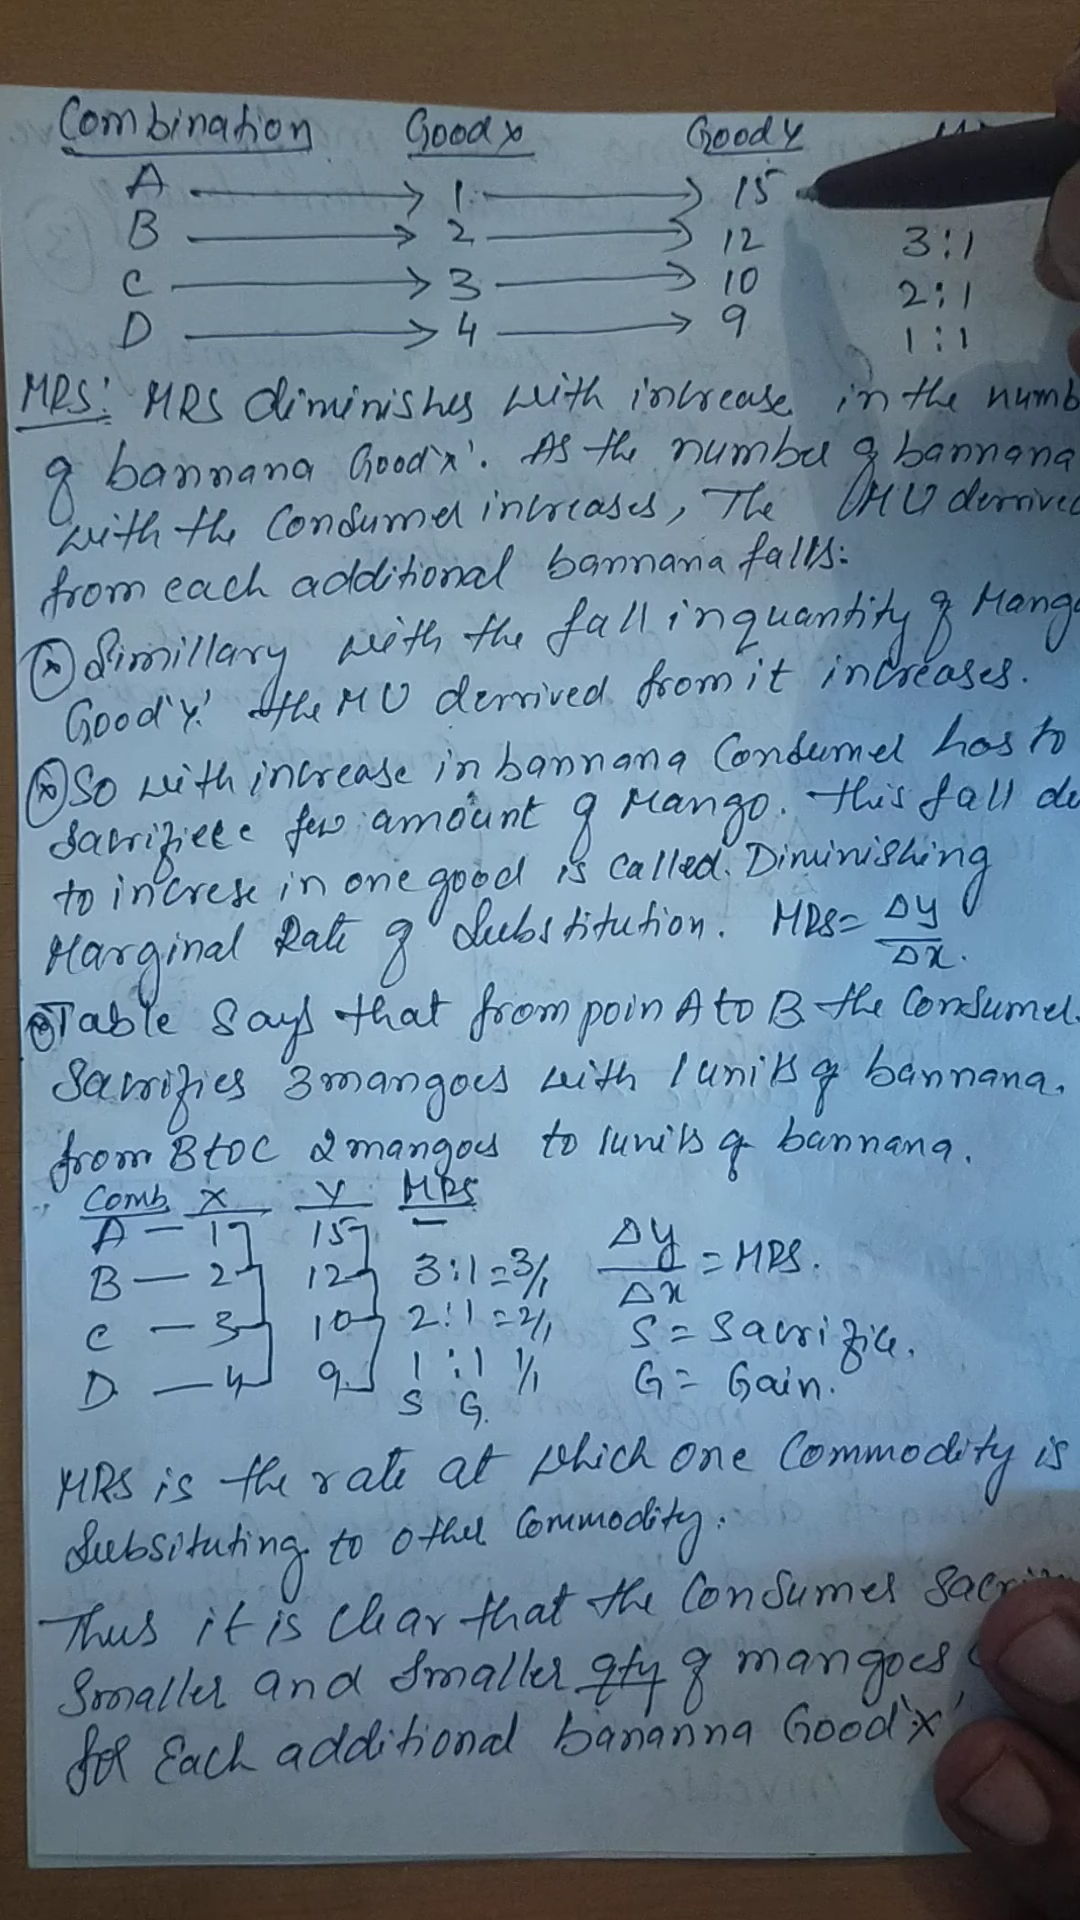 Combination Good x Good y
A → 1 → 15
B → 2 → 12 3:1
C → 3 → 10 2:1
D → 4 → 9 1:1
MRS: MRS diminishes with increase in the numb
of bannana Good 'x'. As the number of bannana
with the Consumer increases, The MU derrived
from each additional bannana falls:
Simillary with the fall in quantity of Mango
Good 'y' the MU derrived from it increases.
So with increase in bannana Consumer has to
few amount of Mango. this fall du
to increse in one good is called Diminishing
Marginal Rate of Substitution. MRS= Δy/Δx.
Table Says that from poin A to B the Consumer
Sacrifies 3 mangoes with 1 units of bannana.
from B to C 2 mangoes to 1 units of bannana.
Comb x y MRS
A — 1 15 —
B — 2 12 3:1 = 3/1 Δy/Δx = MRS.
C — 3 10 2:1 = 2/1 S = Sacrifice.
D — 4 9 1:1 1/1 G = Gain.
S G.
MRS is the rate at which one Commodity is
Subsituting to other Commodity.
Thus it is Clear that the Consumer
Smaller and Smaller qty of mangoes
for Each additional bananna Good 'x'